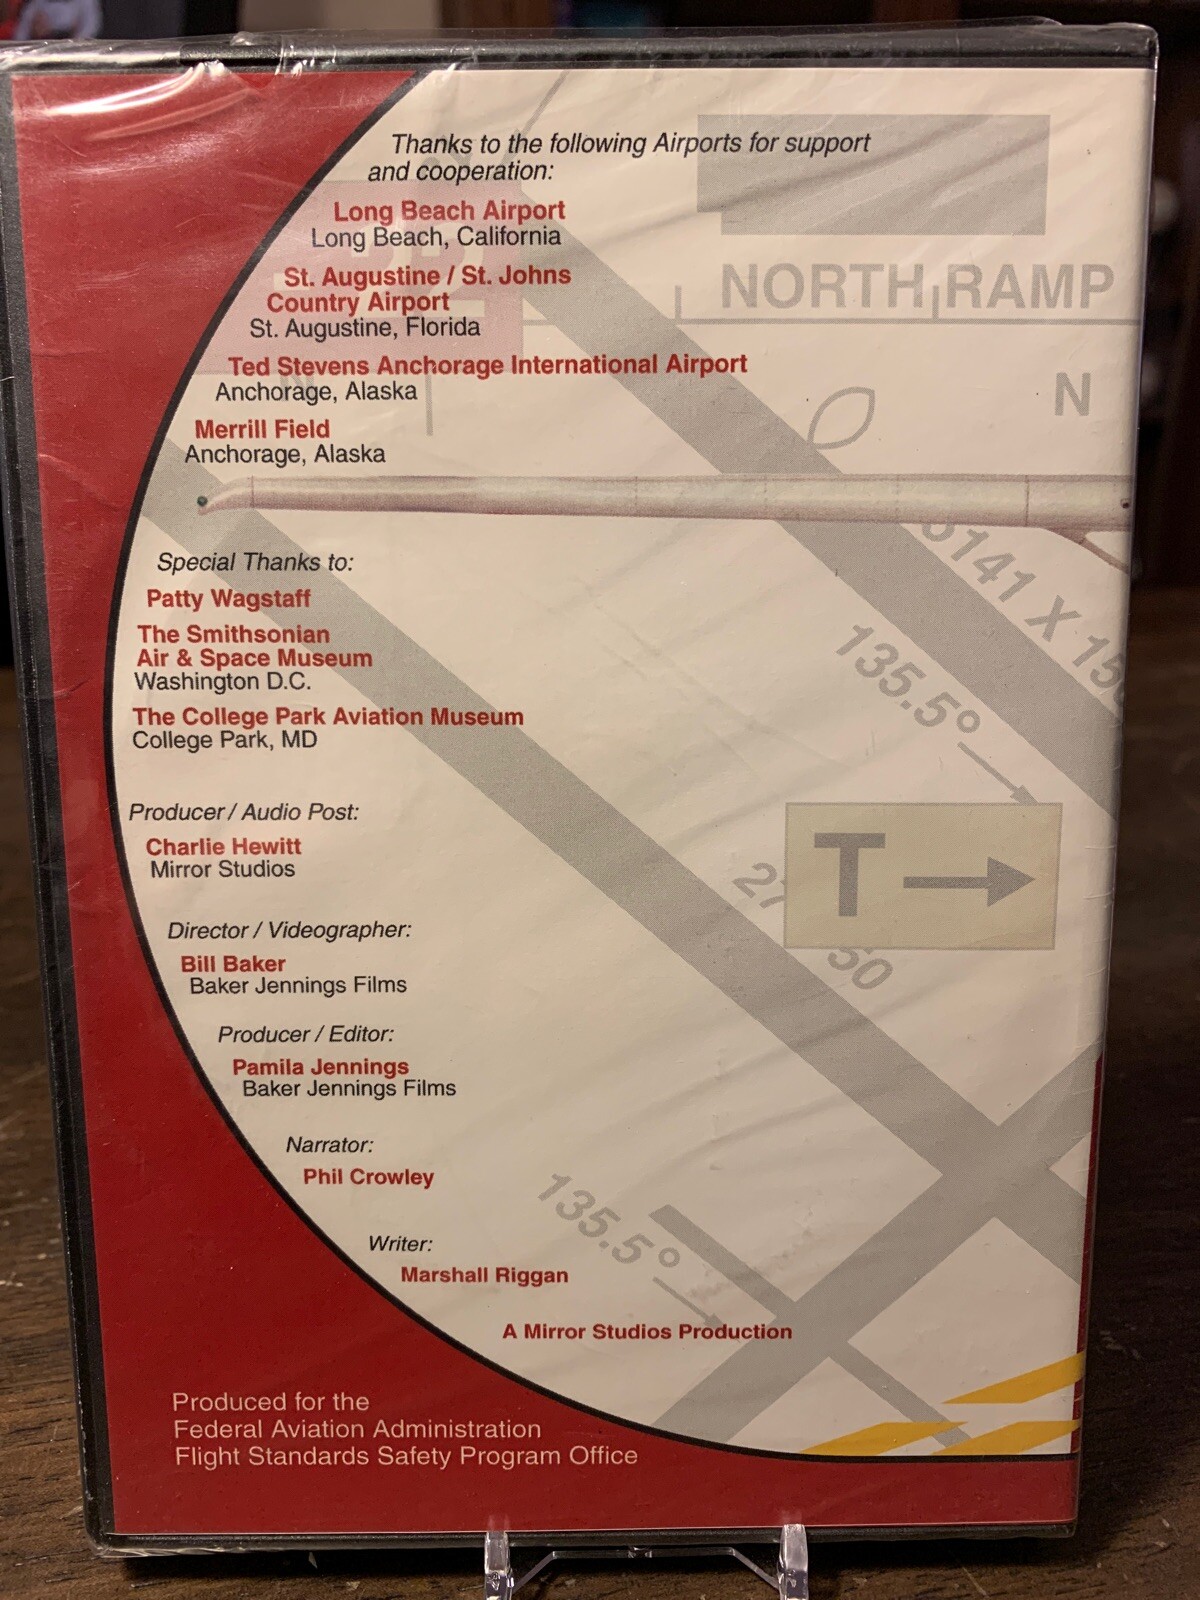 Thanks to the following Airports for support
and cooperation:
Long Beach Airport
Long Beach, California
St. Augustine / St. Johns
Country Airport
St. Augustine, Florida
Ted Stevens Anchorage International Airport
Anchorage, Alaska
Merrill Field
Anchorage, Alaska
NORTH RAMP
N
N
Special Thanks to:
Patty Wagstaff
The Smithsonian
Air & Space Museum
Washington D.C.
The College Park Aviation Museum
College Park, MD
5141 X 150
135.5°
T
Producer / Audio Post:
Charlie Hewitt
Mirror Studios
Director / Videographer:
Bill Baker
Baker Jennings Films
Producer / Editor:
Pamila Jennings
Baker Jennings Films
Narrator:
Phil Crowley
135.5°
Writer:
Marshall Riggan
A Mirror Studios Production
Produced for the
Federal Aviation Administration
Flight Standards Safety Program Office